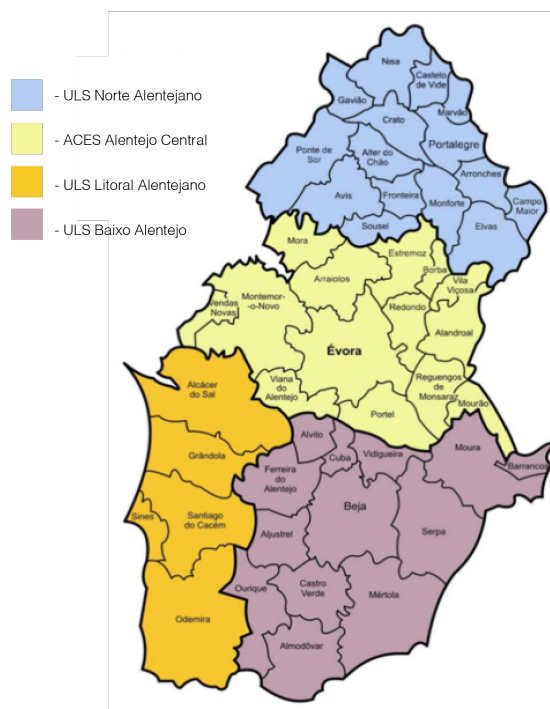 - ULS Norte Alentejano
- ACES Alentejo Central
- ULS Litoral Alentejano
- ULS Baixo Alentejo
Nisa
Castelo
de Vide
Gavião
Marvão
Crato
Portalegre
Ponte de
Sor
Alter do
Chão
Arronches
Avis
Fronteira
Monforte
Campo
Maior
Sousel
Elvas
Mora
Estremoz
Borba
Vila
Viçosa
Arraiolos
Montemor-
-o-Novo
Vendas
Novas
Redondo
Alandroal
Évora
Viana
do
Alentejo
Reguengos
de
Monsaraz
Mourão
Portel
Alcácer
do Sal
Grândola
Sines
Santiago
do Cacém
Odemira
Alvito
Cuba
Vidigueira
Moura
Barrancos
Ferreira
do
Alentejo
Beja
Aljustrel
Serpa
Ourique
Castro
Verde
Mértola
Almodôvar